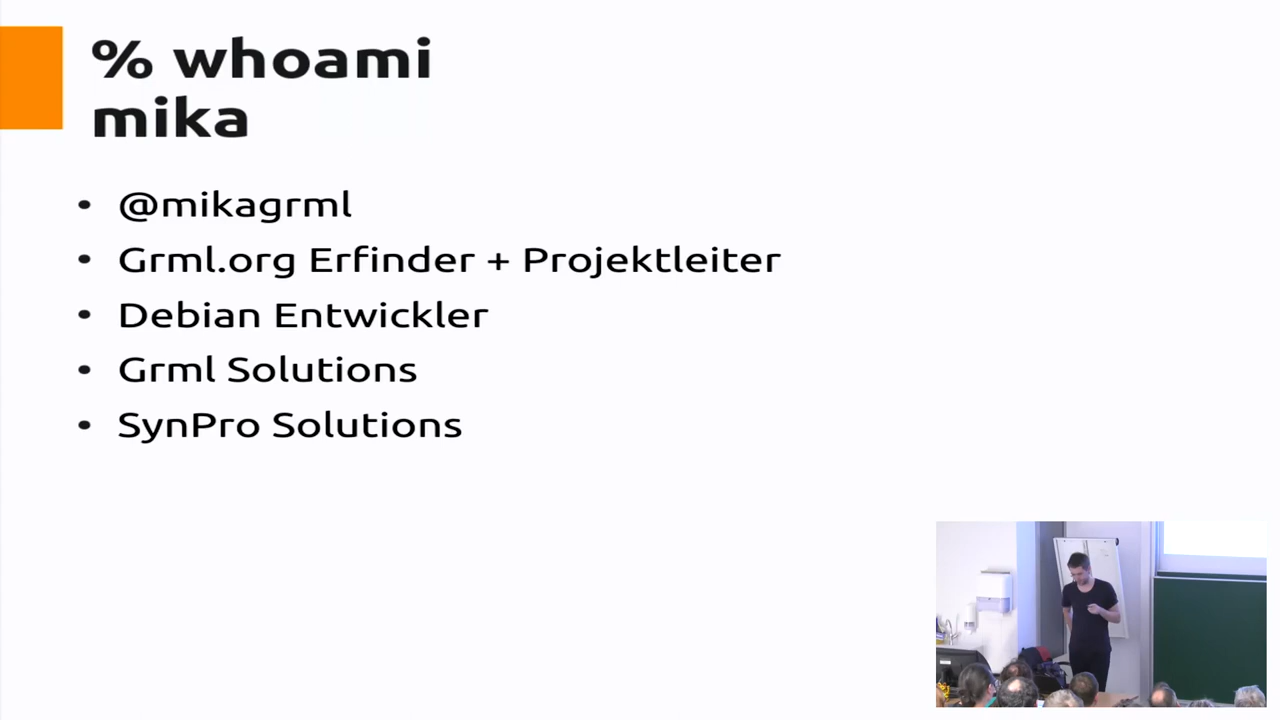 % whoami
mika
• @mikagrml
• Grml.org Erfinder + Projektleiter
• Debian Entwickler
• Grml Solutions
• SynPro Solutions